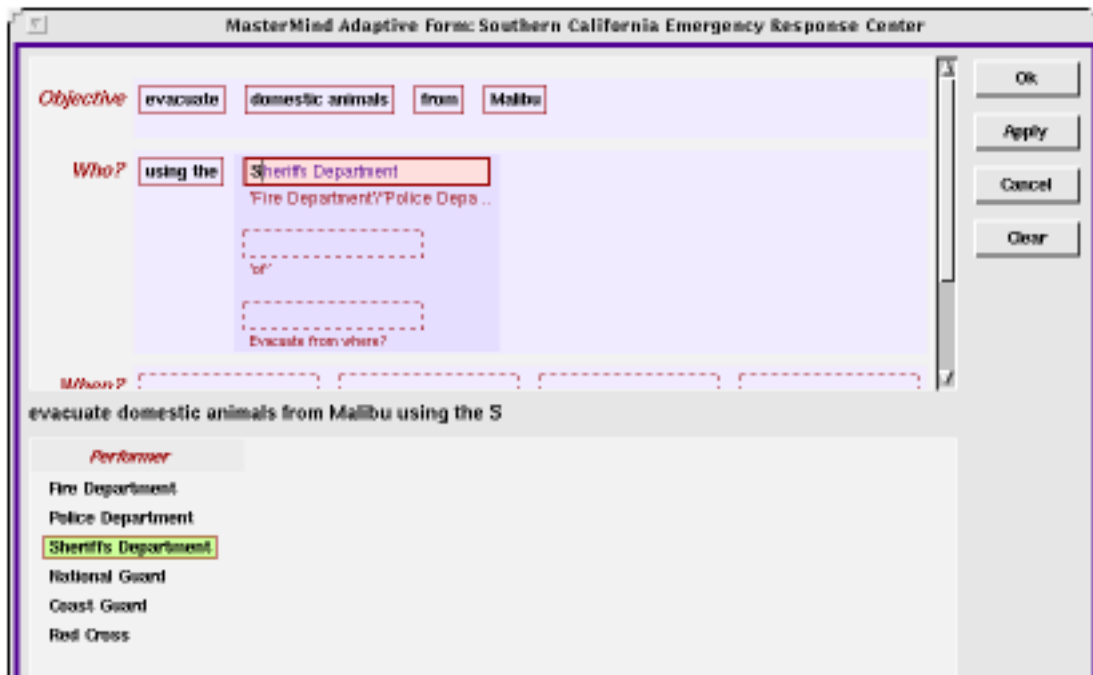 MasterMind Adaptive Form: Southern California Emergency Response Center
Objective evacuate domestic animals from Malibu
Ok
Apply
Who? using the Sheriffs Department
'Fire Department'/'Police Depa ..
Cancel
Clear
'of'
Evacuate from where?
When?
evacuate domestic animals from Malibu using the S
Performer
Fire Department
Police Department
Sheriffs Department
National Guard
Coast Guard
Red Cross